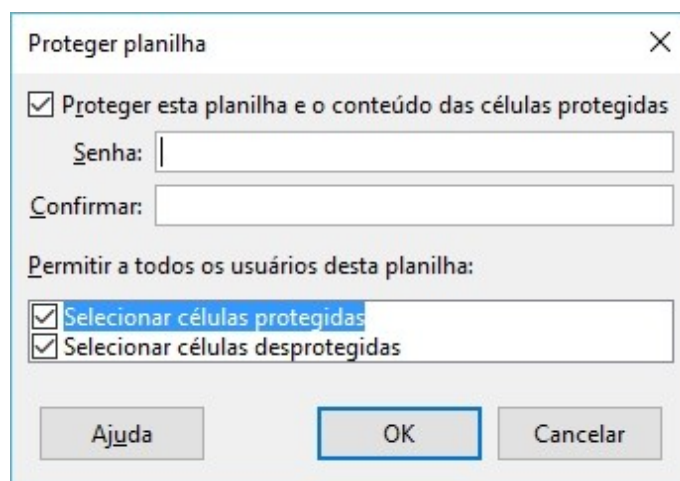 Proteger planilha
Proteger esta planilha e o conteúdo das células protegidas
Senha:
Confirmar:
Permitir a todos os usuários desta planilha:
Selecionar células protegidas
Selecionar células desprotegidas
Ajuda OK Cancelar